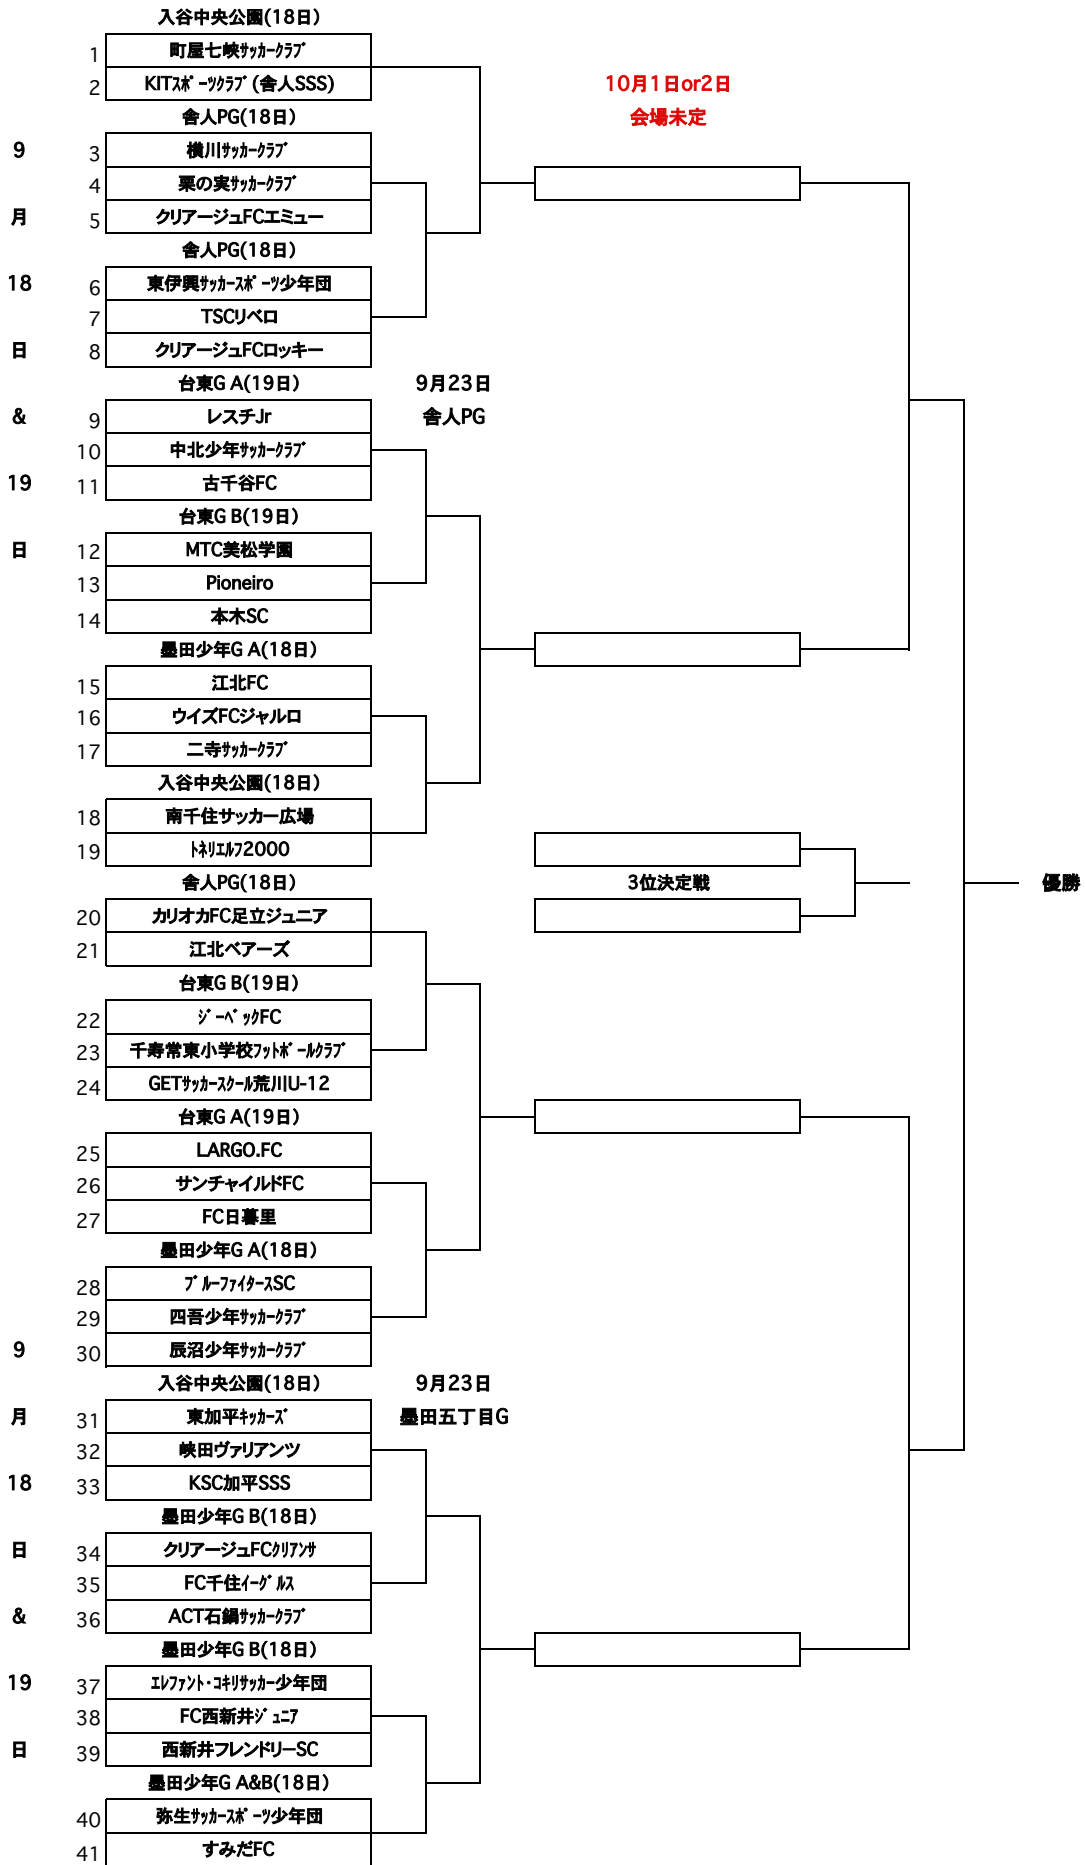 入谷中央公園(18日)
1 町屋七峡ｻｯｶｰｸﾗﾌﾞ
2 KITｽﾎﾟｰﾂｸﾗﾌﾞ(舎人SSS)
10月1日or2日
舎人PG(18日)
会場未定
9
3 横川ｻｯｶｰｸﾗﾌﾞ
4 栗の実ｻｯｶｰｸﾗﾌﾞ
月
5 クリアージュFCエミュー
舎人PG(18日)
18
6 東伊興ｻｯｶｰｽﾎﾟｰﾂ少年団
7 TSCリベロ
日
8 クリアージュFCロッキー
台東G A(19日)
9月23日
&
9 レスチJr
舎人PG
10 中北少年ｻｯｶｰｸﾗﾌﾞ
19
11 古千谷FC
台東G B(19日)
日
12 MTC美松学園
13 Pioneiro
14 本木SC
墨田少年G A(18日)
15 江北FC
16 ウイズFCジャルロ
17 二寺ｻｯｶｰｸﾗﾌﾞ
入谷中央公園(18日)
18 南千住サッカー広場
19 ﾄﾈﾘｴﾙﾌ2000
舎人PG(18日)
3位決定戦
優勝
20 カリオカFC足立ジュニア
21 江北ベアーズ
台東G B(19日)
22 ｼﾞｰﾍﾞｯｸFC
23 千寿常東小学校ﾌｯﾄﾎﾞｰﾙｸﾗﾌﾞ
24 GETｻｯｶｰｽｸｰﾙ荒川U-12
台東G A(19日)
25 LARGO.FC
26 サンチャイルドFC
27 FC日暮里
墨田少年G A(18日)
28 ﾌﾞﾙｰﾌｧｲﾀｰｽSC
29 四吾少年ｻｯｶｰｸﾗﾌﾞ
9
30 辰沼少年ｻｯｶｰｸﾗﾌﾞ
入谷中央公園(18日)
9月23日
月
31 東加平ｷｯｶｰｽﾞ
墨田五丁目G
32 峡田ヴァリアンツ
18
33 KSC加平SSS
墨田少年G B(18日)
日
34 クリアージュFCｸﾘｱﾝｻ
35 FC千住ｲｰｸﾞﾙｽ
&
36 ACT石鍋ｻｯｶｰｸﾗﾌﾞ
墨田少年G B(18日)
19
37 ｴﾚﾌｧﾝﾄ･ｺｷﾘｻｯｶｰ少年団
38 FC西新井ｼﾞｭﾆｱ
日
39 西新井フレンドリーSC
墨田少年G A&B(18日)
40 弥生ｻｯｶｰｽﾎﾟｰﾂ少年団
41 すみだFC